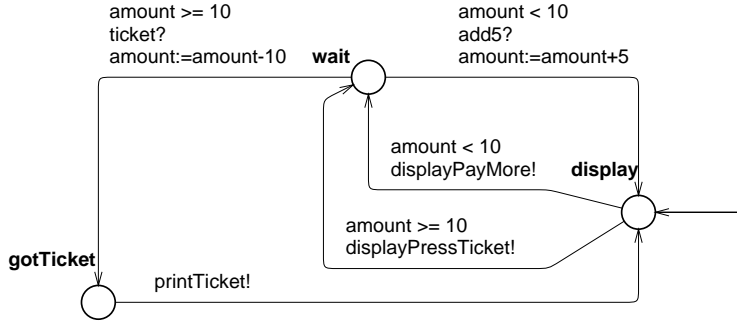 amount >= 10
ticket?
amount:=amount-10
wait
amount < 10
add5?
amount:=amount+5
amount < 10
displayPayMore!
display
amount >= 10
displayPressTicket!
gotTicket
printTicket!